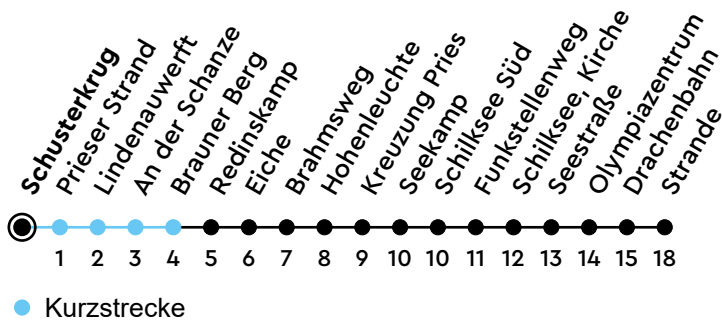 Schusterkrug
Prieser Strand
Lindenauwerft
An der Schanze
Brauner Berg
Redinskamp
Eiche
Brahmsweg
Hohenleuchte
Kreuzung Pries
Seekamp
Schilksee Süd
Funkstellenweg
Schilksee, Kirche
Seestraße
Olympiazentrum
Drachenbahn
Strande
1 2 3 4 5 6 7 8 9 10 10 11 12 13 14 15 18
Kurzstrecke